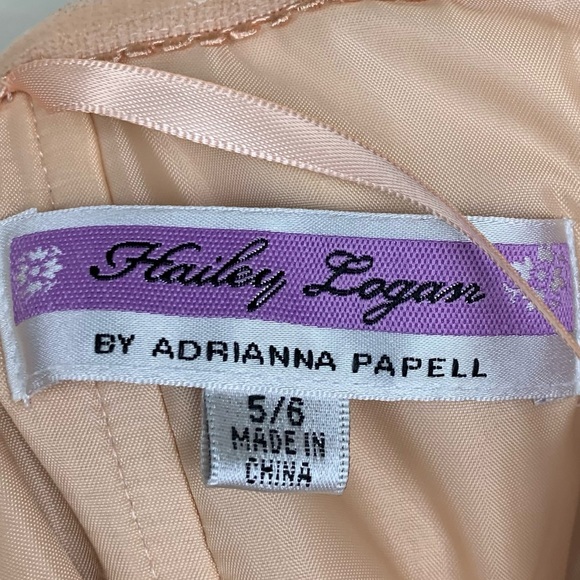 Hailey Logan
BY ADRIANNA PAPELL
5/6
MADE IN
CHINA